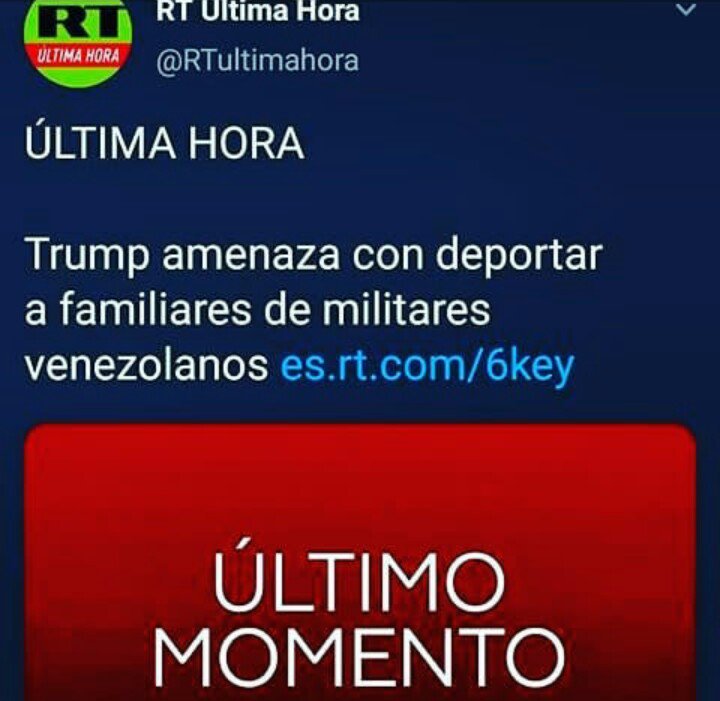 RT
ÚLTIMA HORA
RT Última Hora
@RTultimahora
ÚLTIMA HORA
Trump amenaza con deportar
a familiares de militares
venezolanos es.rt.com/6key
ÚLTIMO
MOMENTO